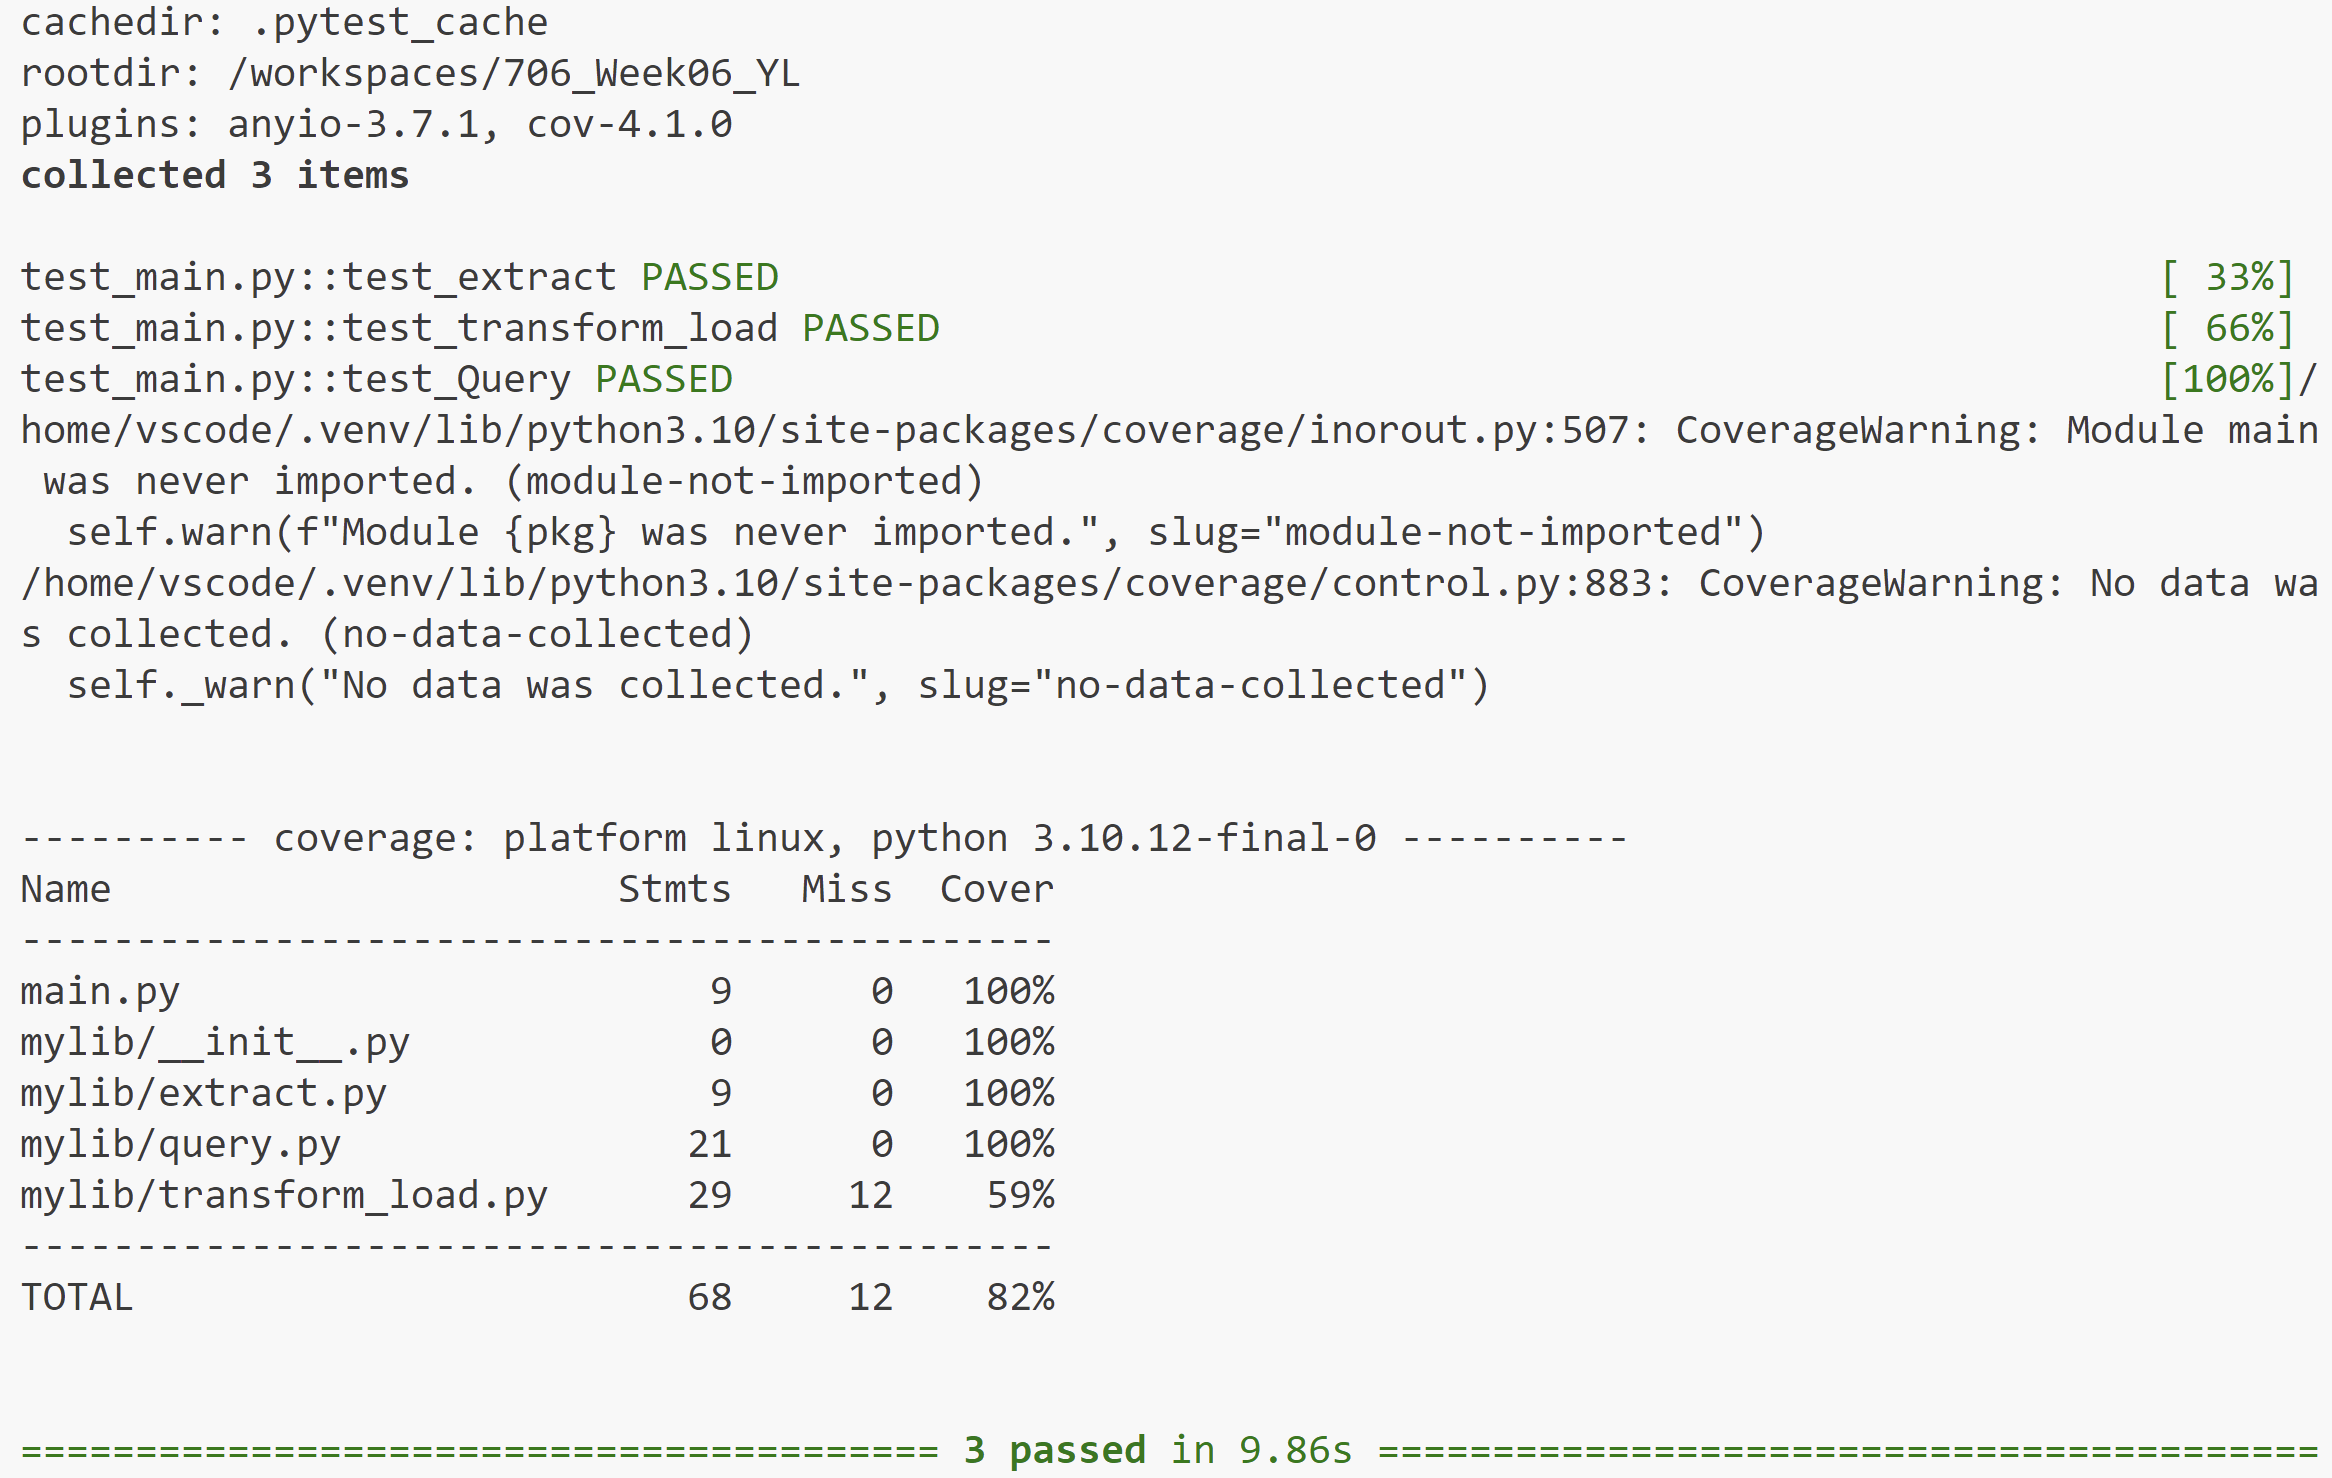 cachedir: .pytest_cache
rootdir: /workspaces/706_Week06_YL
plugins: anyio-3.7.1, cov-4.1.0
collected 3 items
test_main.py::test_extract PASSED [ 33%]
test_main.py::test_transform_load PASSED [ 66%]
test_main.py::test_Query PASSED [100%]/
home/vscode/.venv/lib/python3.10/site-packages/coverage/inorout.py:507: CoverageWarning: Module main
 was never imported. (module-not-imported)
  self.warn(f"Module {pkg} was never imported.", slug="module-not-imported")
/home/vscode/.venv/lib/python3.10/site-packages/coverage/control.py:883: CoverageWarning: No data wa
s collected. (no-data-collected)
  self._warn("No data was collected.", slug="no-data-collected")
---------- coverage: platform linux, python 3.10.12-final-0 ----------
Name                      Stmts   Miss  Cover
---------------------------------------------
main.py                       9      0   100%
mylib/__init__.py             0      0   100%
mylib/extract.py              9      0   100%
mylib/query.py               21      0   100%
mylib/transform_load.py      29     12    59%
---------------------------------------------
TOTAL                        68     12    82%
======================================== 3 passed in 9.86s =========================================